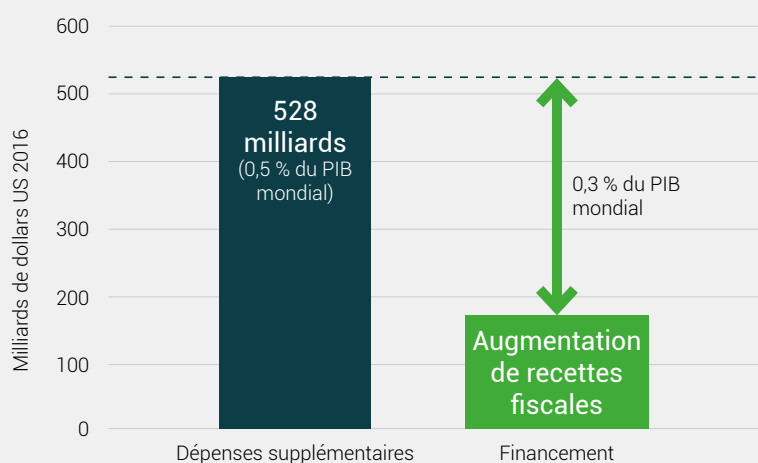 600
500
400
300
200
100
0
Milliards de dollars US 2016
528
milliards
(0,5 % du PIB
mondial)
0,3 % du PIB
mondial
Augmentation
de recettes
fiscales
Dépenses supplémentaires
Financement